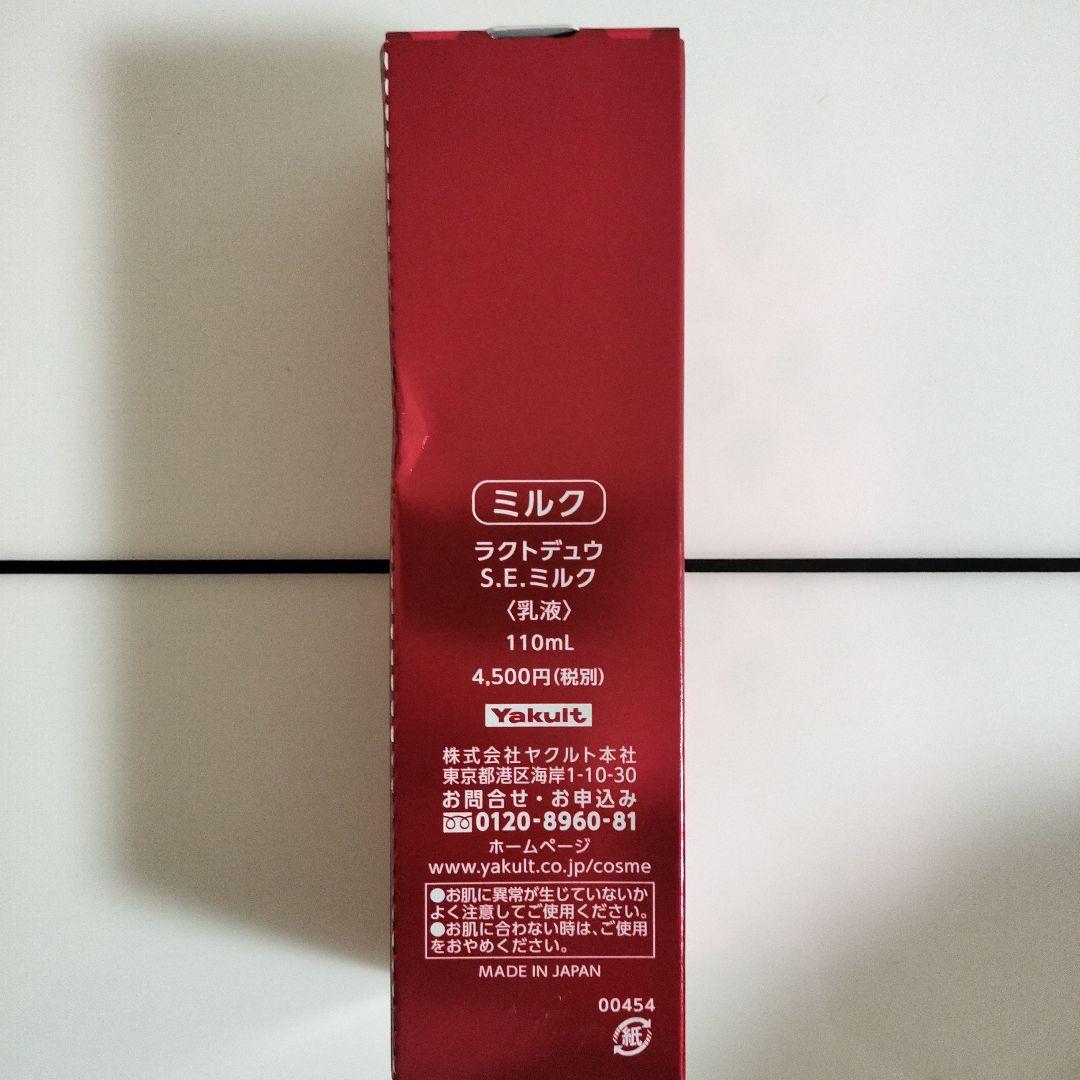 ミルク
ラクトデュウ
S.E.ミルク
〈乳液〉
110mL
4,500円(税別)
Yakult
株式会社ヤクルト本社
東京都港区海岸1-10-30
お問合せ・お申込み
0120-8960-81
ホームページ
www.yakult.co.jp/cosme
●お肌に異常が生じていないか
よく注意してご使用ください。
●お肌に合わない時は、ご使用
をおやめください。
MADE IN JAPAN
00454
紙